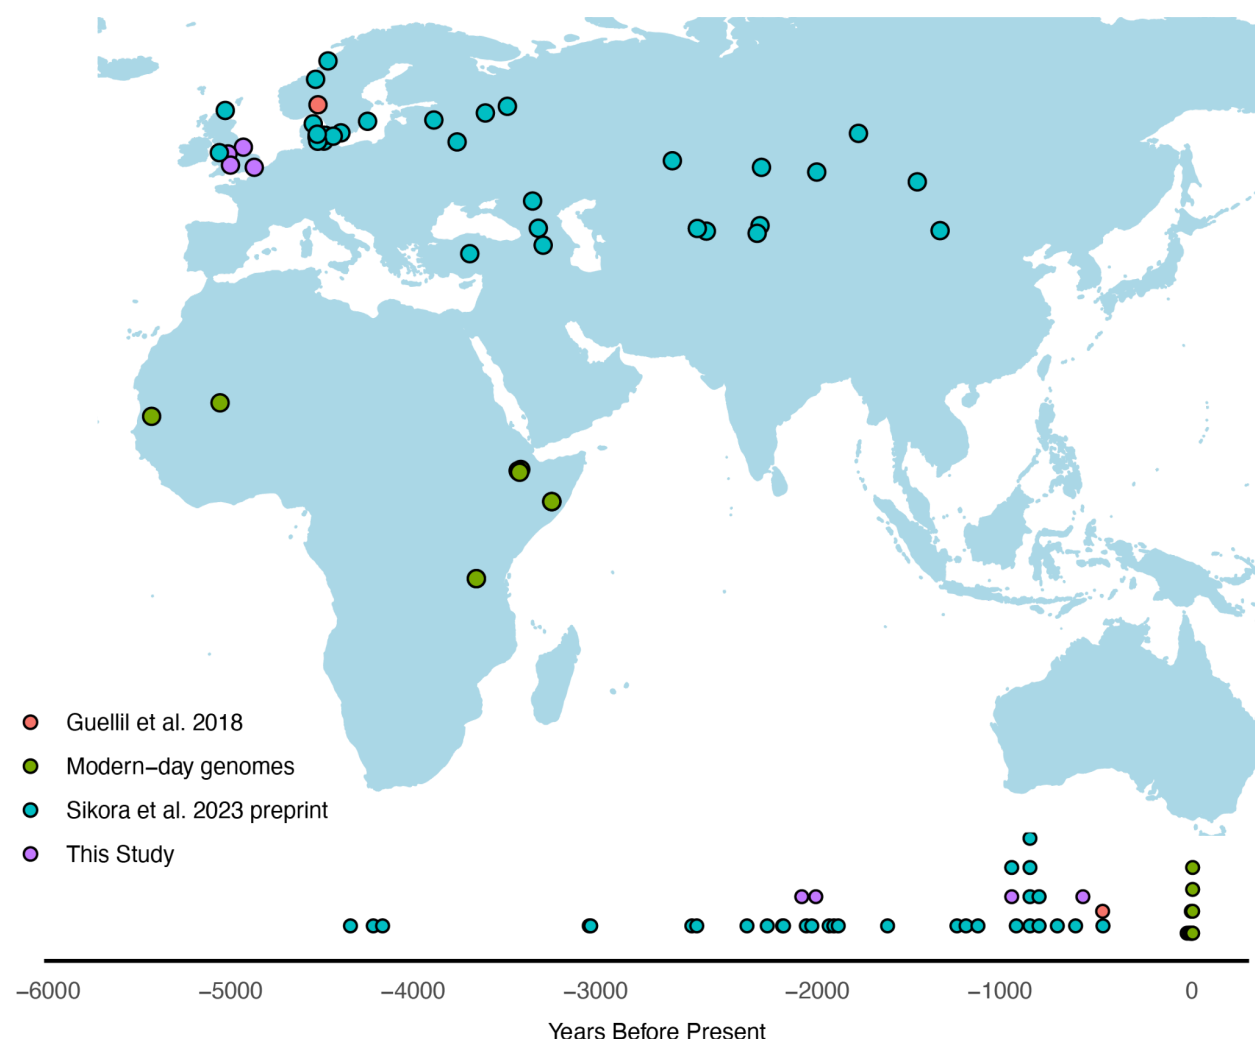 Guellil et al. 2018
Modern−day genomes
Sikora et al. 2023 preprint
This Study
−6000 −5000 −4000 −3000 −2000 −1000 0
Years Before Present